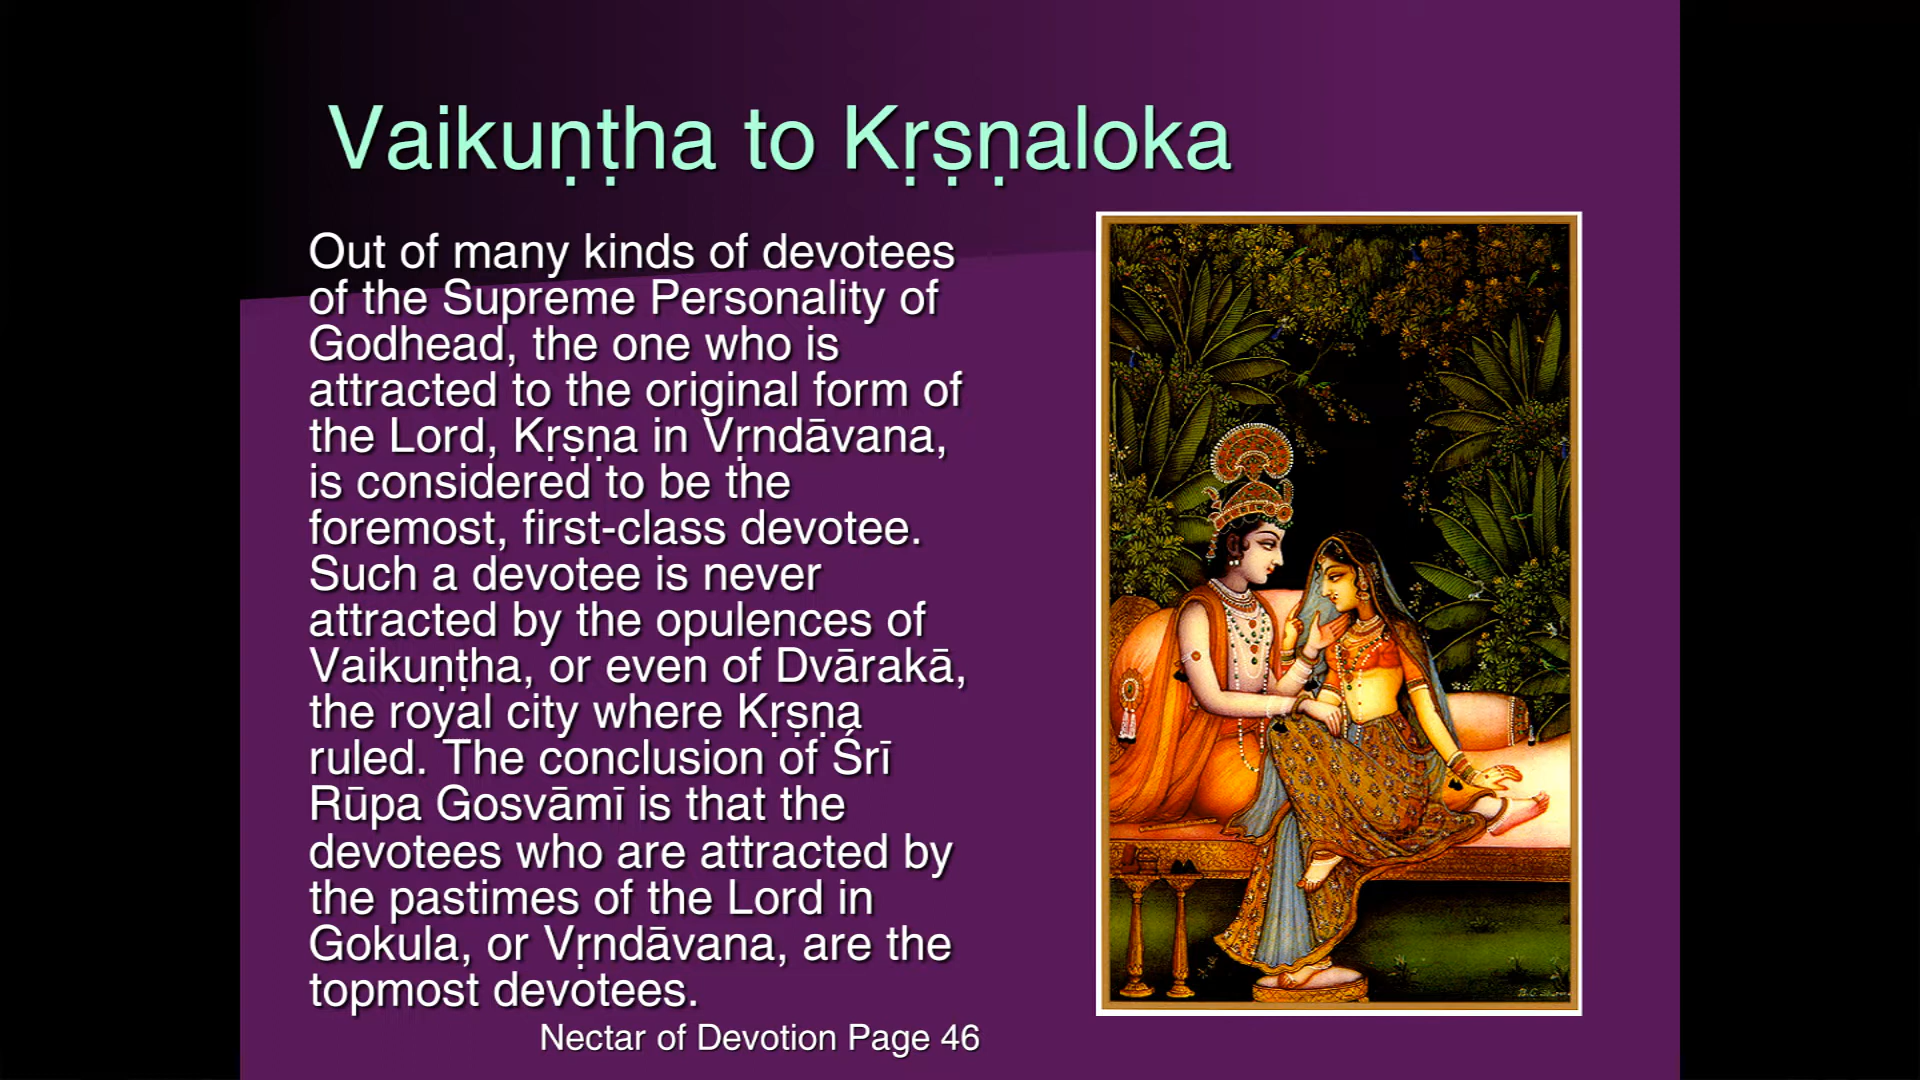 Vaikuṇṭha to Kṛṣṇaloka
Out of many kinds of devotees
of the Supreme Personality of
Godhead, the one who is
attracted to the original form of
the Lord, Kṛṣṇa in Vṛndāvana,
is considered to be the
foremost, first-class devotee.
Such a devotee is never
attracted by the opulences of
Vaikuṇṭha, or even of Dvārakā,
the royal city where Kṛṣṇa
ruled. The conclusion of Śrī
Rūpa Gosvāmī is that the
devotees who are attracted by
the pastimes of the Lord in
Gokula, or Vṛndāvana, are the
topmost devotees.
Nectar of Devotion Page 46